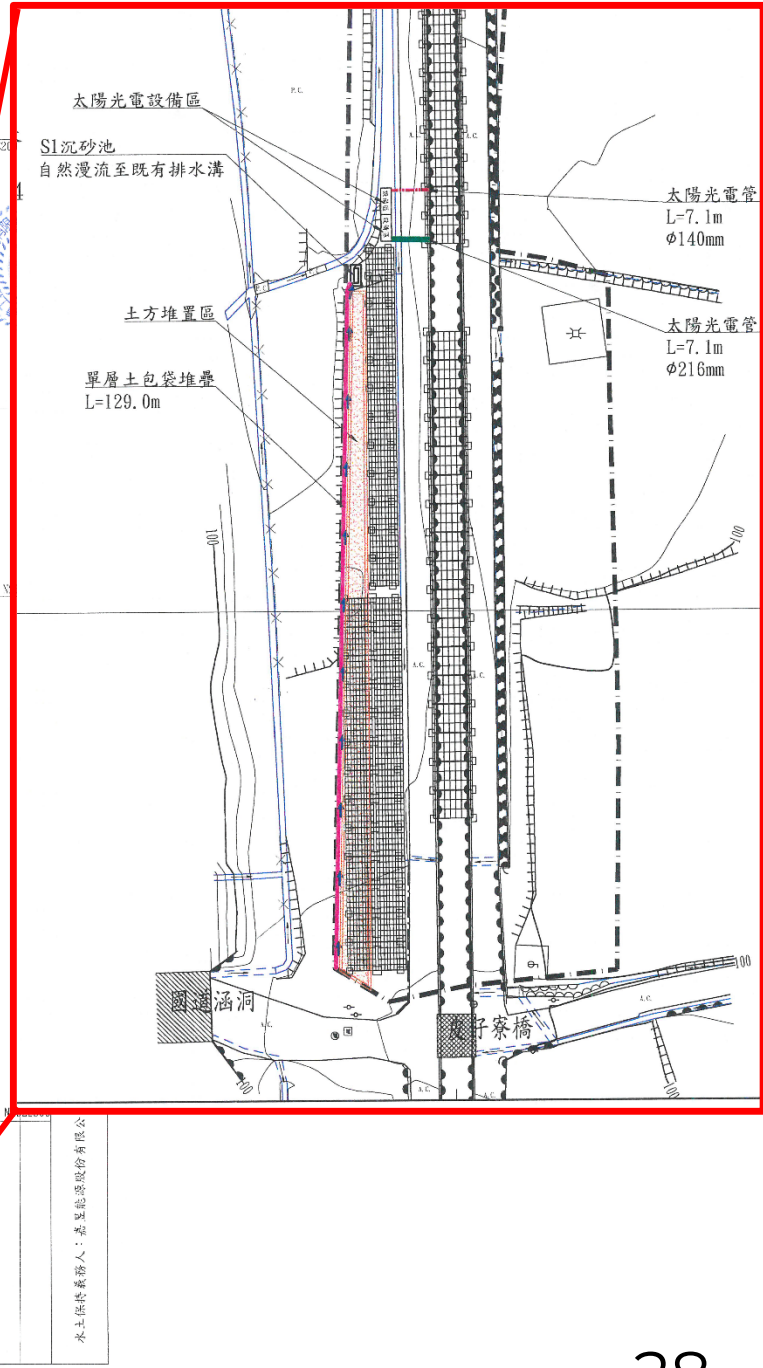 太陽光電設備區
S1沉砂池
自然漫流至既有排水溝
太陽光電管
L=7.1m
Φ140mm
土方堆置區
太陽光電管
L=7.1m
Φ216mm
單層土包袋堆疊
L=129.0m
P.C.
A.C.
A.C.
P.C.
100
100
A.C.
A.C.
國道涵洞
仔寮橋
100
A.C.
A.C.
100
100
A.C.
A.C.
水土保持義務人：嘉昱能源股份有限公
28